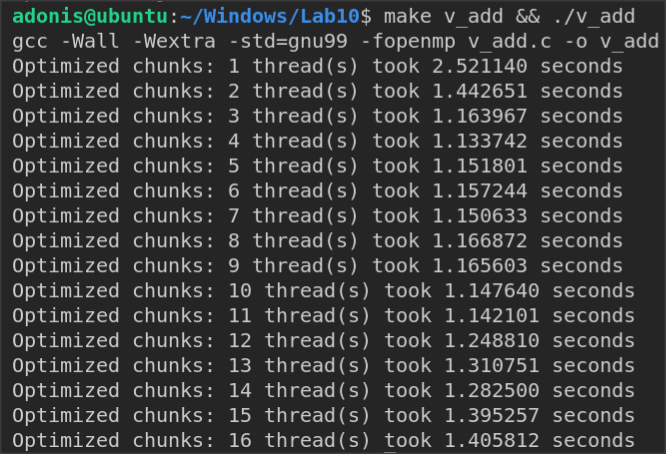 adonis@ubuntu:~/Windows/Lab10$ make v_add && ./v_add
gcc -Wall -Wextra -std=gnu99 -fopenmp v_add.c -o v_add
Optimized chunks: 1 thread(s) took 2.521140 seconds
Optimized chunks: 2 thread(s) took 1.442651 seconds
Optimized chunks: 3 thread(s) took 1.163967 seconds
Optimized chunks: 4 thread(s) took 1.133742 seconds
Optimized chunks: 5 thread(s) took 1.151801 seconds
Optimized chunks: 6 thread(s) took 1.157244 seconds
Optimized chunks: 7 thread(s) took 1.150633 seconds
Optimized chunks: 8 thread(s) took 1.166872 seconds
Optimized chunks: 9 thread(s) took 1.165603 seconds
Optimized chunks: 10 thread(s) took 1.147640 seconds
Optimized chunks: 11 thread(s) took 1.142101 seconds
Optimized chunks: 12 thread(s) took 1.248810 seconds
Optimized chunks: 13 thread(s) took 1.310751 seconds
Optimized chunks: 14 thread(s) took 1.282500 seconds
Optimized chunks: 15 thread(s) took 1.395257 seconds
Optimized chunks: 16 thread(s) took 1.405812 seconds